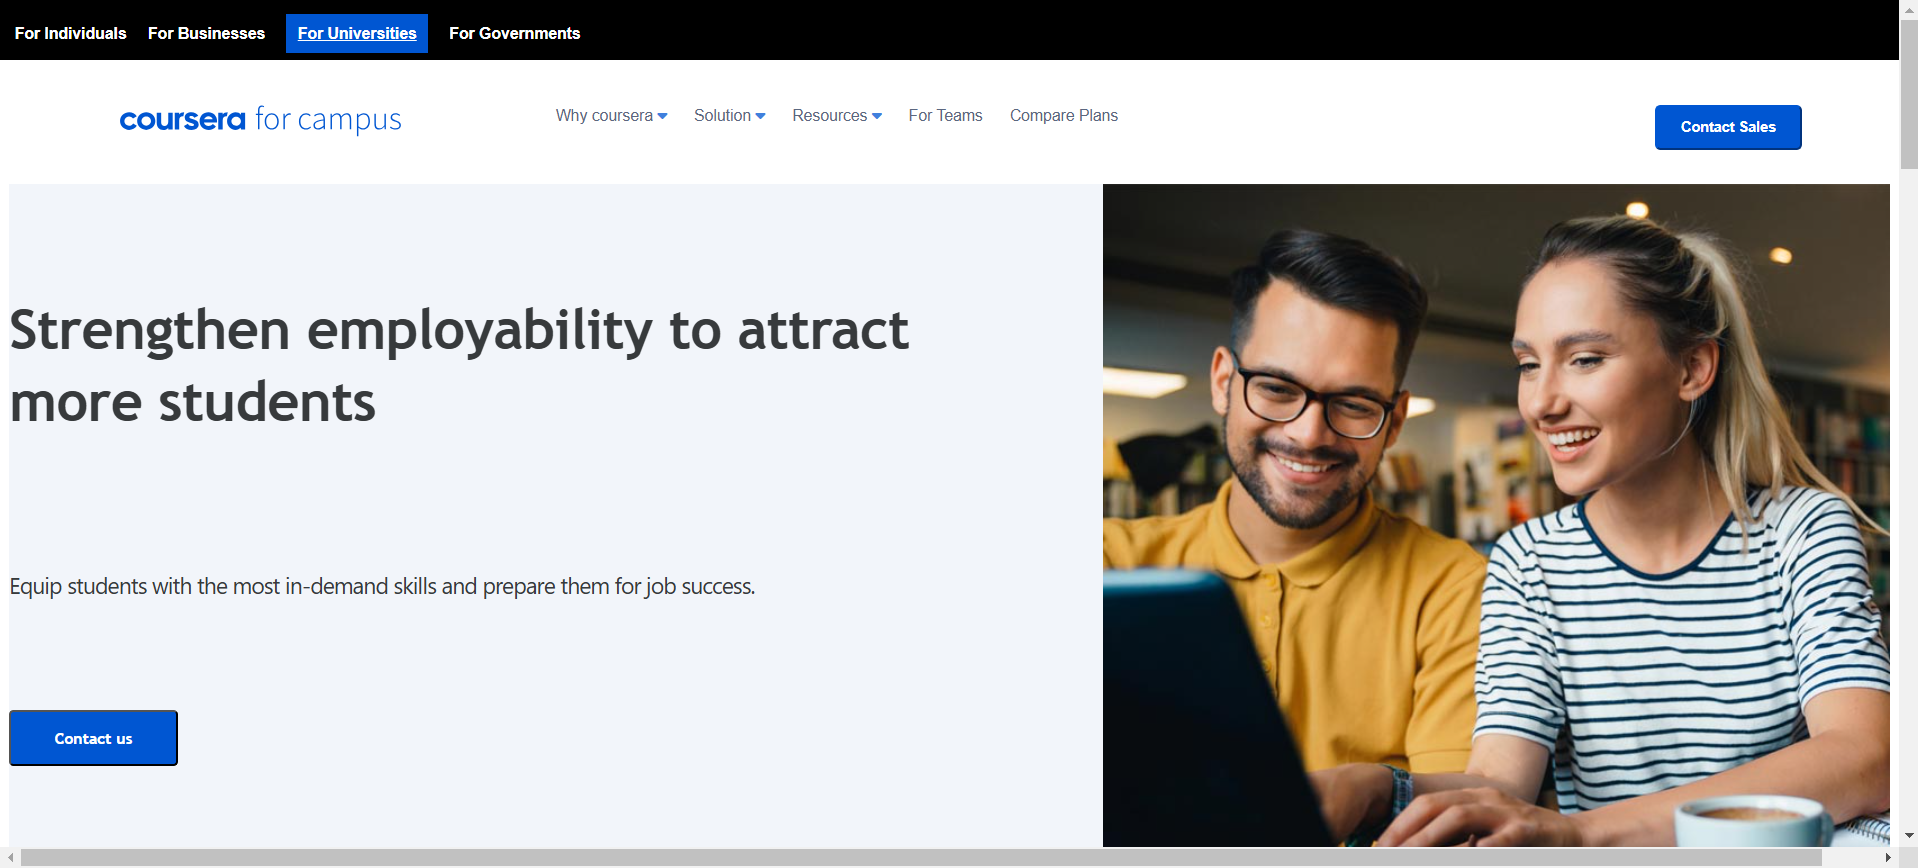 For Individuals For Businesses For Universities For Governments
coursera for campus Why coursera Solution Resources For Teams Compare Plans Contact Sales
Strengthen employability to attract
more students
Equip students with the most in-demand skills and prepare them for job success.
Contact us